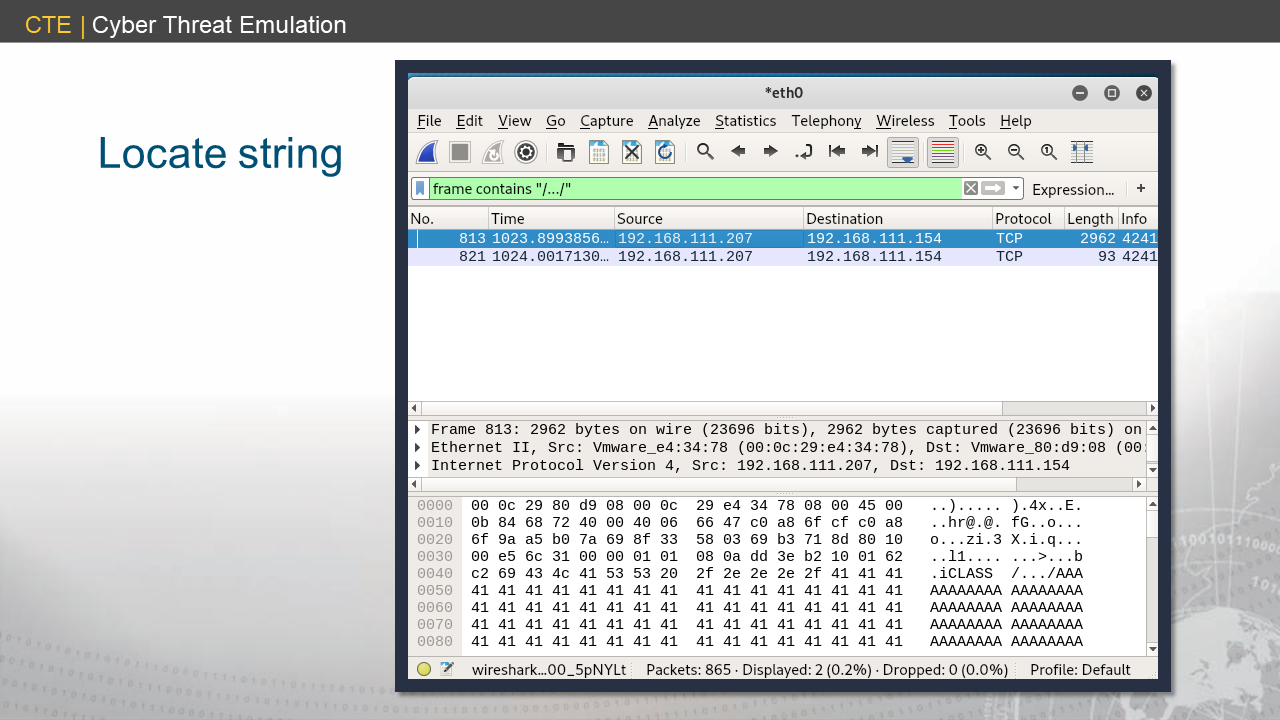 CTE | Cyber Threat Emulation
Locate string
*eth0
File Edit View Go Capture Analyze Statistics Telephony Wireless Tools Help
frame contains "/.../" Expression... +
No. Time Source Destination Protocol Length Info
813 1023.8993856… 192.168.111.207 192.168.111.154 TCP 2962 4241
821 1024.0017130… 192.168.111.207 192.168.111.154 TCP 93 4241
Frame 813: 2962 bytes on wire (23696 bits), 2962 bytes captured (23696 bits) on
Ethernet II, Src: Vmware_e4:34:78 (00:0c:29:e4:34:78), Dst: Vmware_80:d9:08 (00:
Internet Protocol Version 4, Src: 192.168.111.207, Dst: 192.168.111.154
0000 00 0c 29 80 d9 08 00 0c 29 e4 34 78 08 00 45 00 ..)..... ).4x..E.
0010 0b 84 68 72 40 00 40 06 66 47 c0 a8 6f cf c0 a8 ..hr@.@. fG..o...
0020 6f 9a a5 b0 7a 69 8f 33 58 03 69 b3 71 8d 80 10 o...zi.3 X.i.q...
0030 00 e5 6c 31 00 00 01 01 08 0a dd 3e b2 10 01 62 ..l1.... ...>...b
0040 c2 69 43 4c 41 53 53 20 2f 2e 2e 2e 2f 41 41 41 .iCLASS /.../AAA
0050 41 41 41 41 41 41 41 41 41 41 41 41 41 41 41 41 AAAAAAAA AAAAAAAA
0060 41 41 41 41 41 41 41 41 41 41 41 41 41 41 41 41 AAAAAAAA AAAAAAAA
0070 41 41 41 41 41 41 41 41 41 41 41 41 41 41 41 41 AAAAAAAA AAAAAAAA
0080 41 41 41 41 41 41 41 41 41 41 41 41 41 41 41 41 AAAAAAAA AAAAAAAA
wireshark…00_5pNYLt Packets: 865 · Displayed: 2 (0.2%) · Dropped: 0 (0.0%) Profile: Default